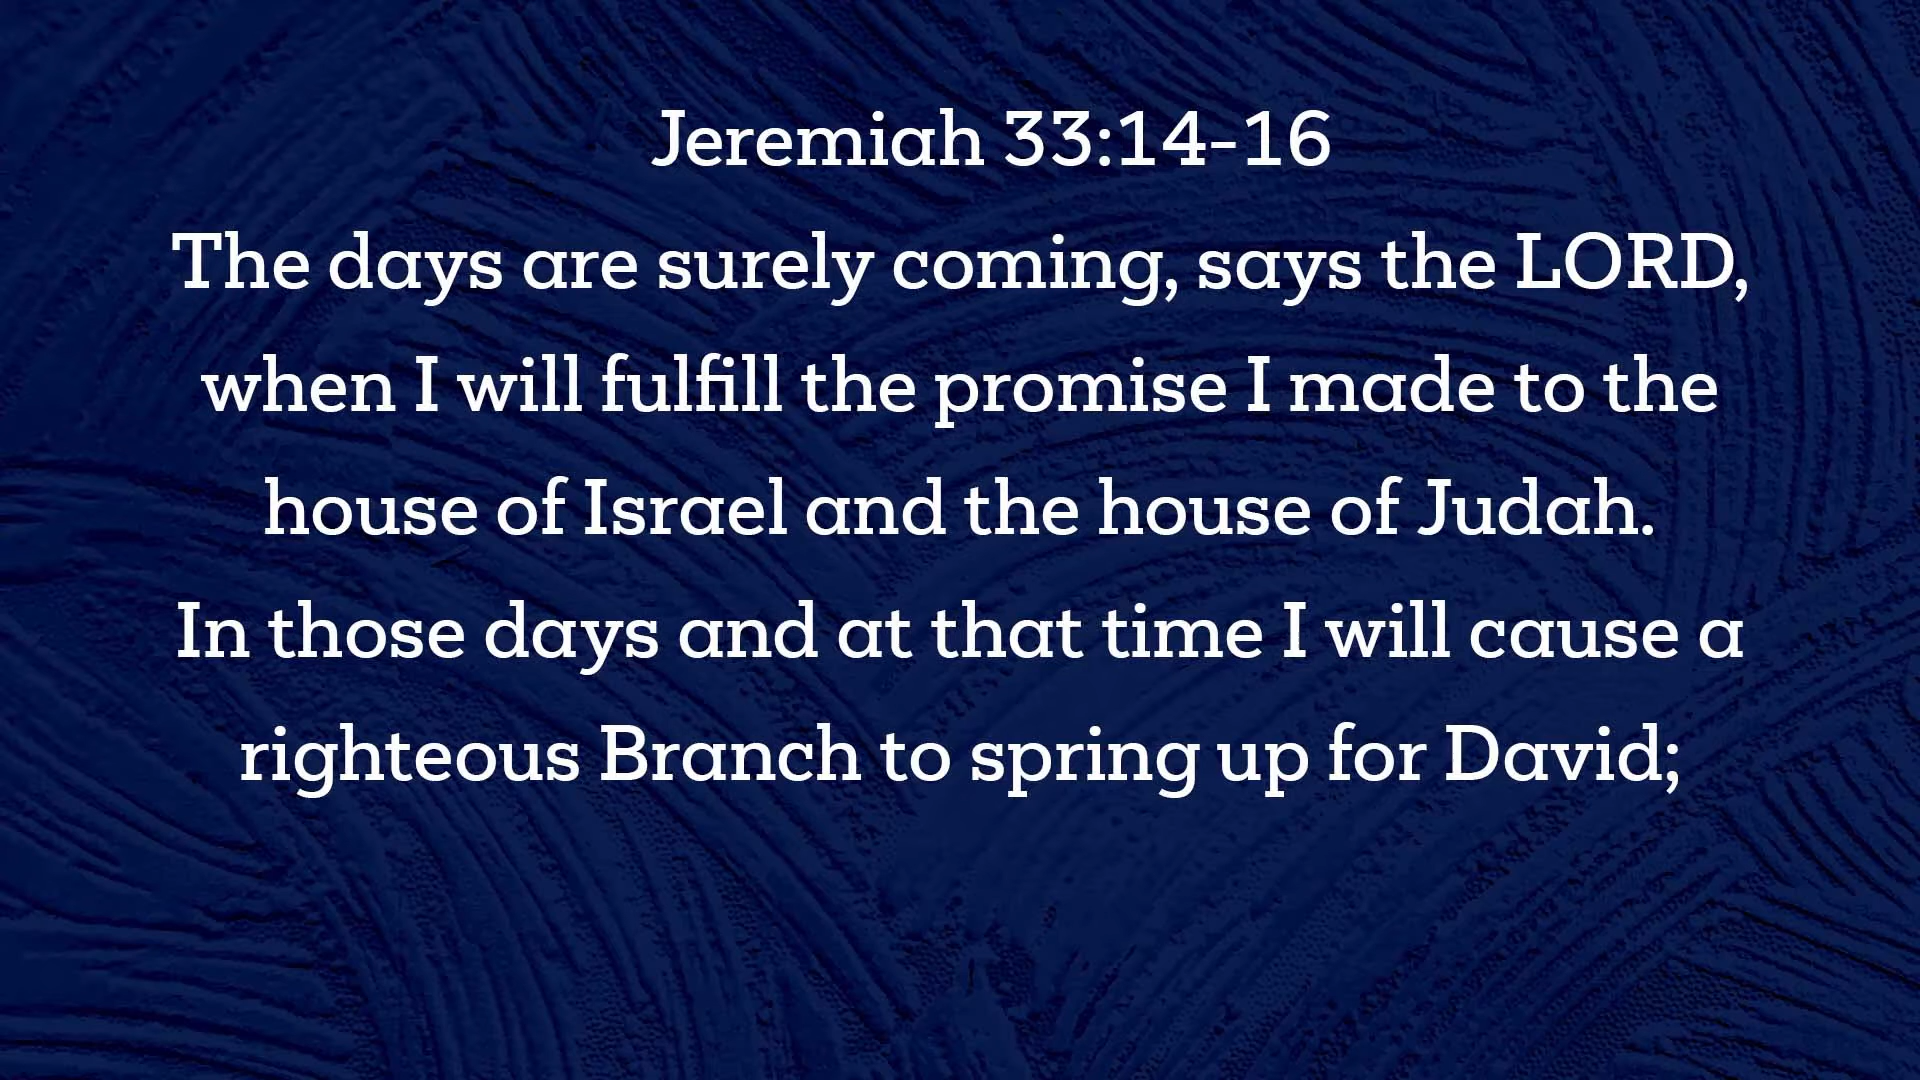 Jeremiah 33:14-16
The days are surely coming, says the LORD,
when I will fulfill the promise I made to the
house of Israel and the house of Judah.
In those days and at that time I will cause a
righteous Branch to spring up for David;